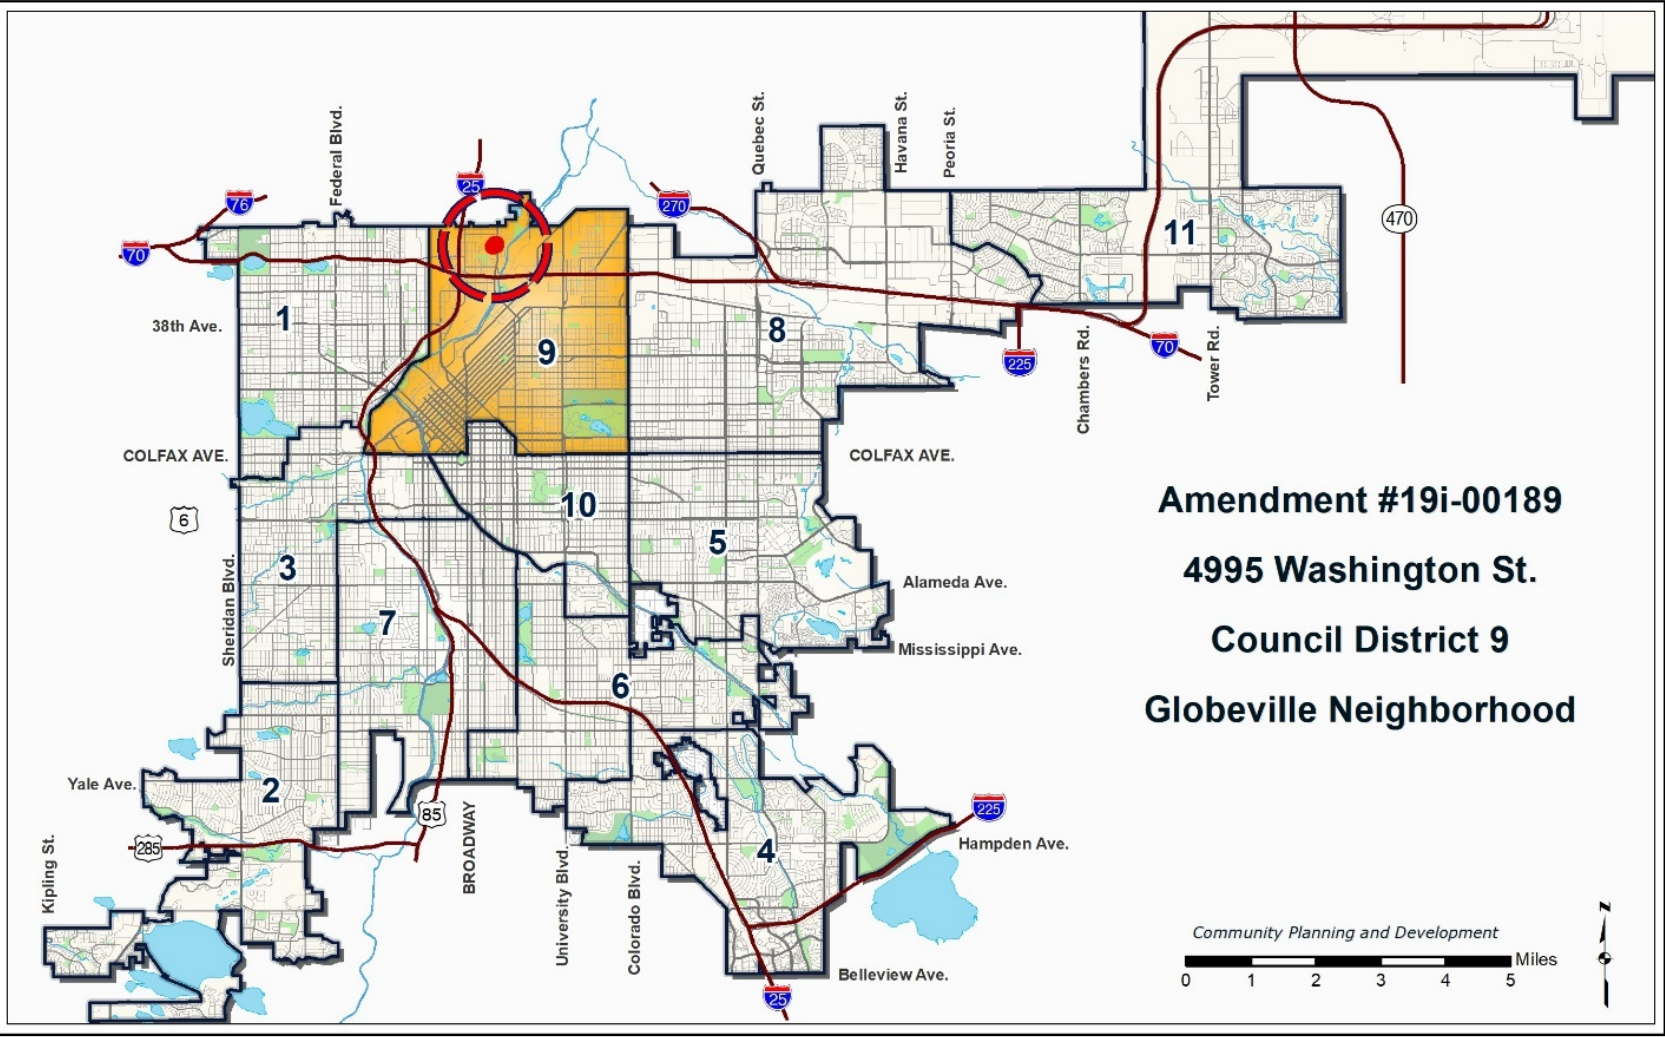 Federal Blvd.
Quebec St.
Havana St.
Peoria St.
76
25
270
70
470
11
1
38th Ave.
9
8
225
70
Chambers Rd.
Tower Rd.
COLFAX AVE.
COLFAX AVE.
6
10
Amendment #19i-00189
5
4995 Washington St.
3
Sheridan Blvd.
Alameda Ave.
7
Council District 9
Mississippi Ave.
6
Globeville Neighborhood
Yale Ave.
2
85
BROADWAY
225
285
Kipling St.
University Blvd.
Colorado Blvd.
4
Hampden Ave.
N
Community Planning and Development
Miles
0 1 2 3 4 5
Belleview Ave.
25